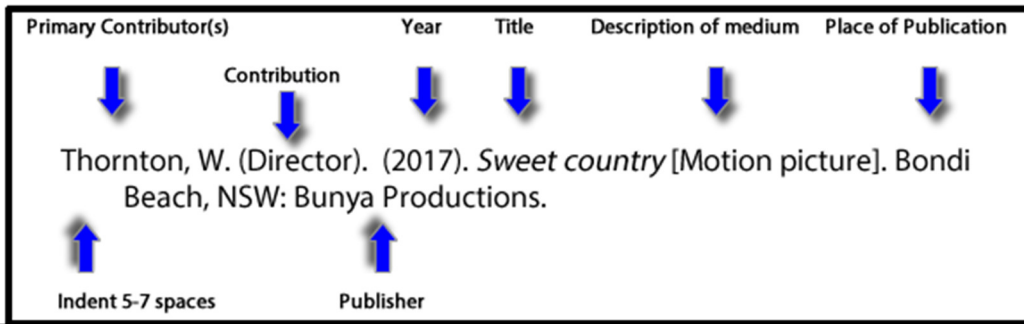 Primary Contributor(s) Year Title Description of medium Place of Publication
Contribution
Thornton, W. (Director).  (2017). Sweet country [Motion picture]. Bondi
Beach, NSW: Bunya Productions.
Indent 5-7 spaces Publisher